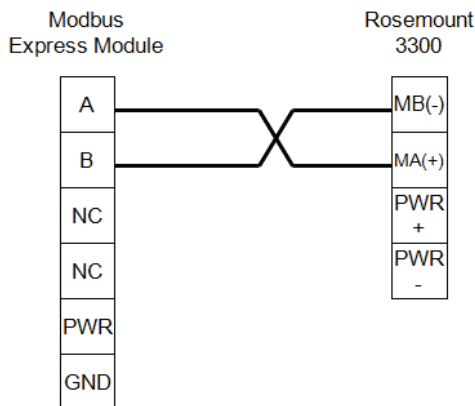 Modbus
Express Module
A
B
NC
NC
PWR
GND
Rosemount
3300
MB(-)
MA(+)
PWR
+
PWR
-